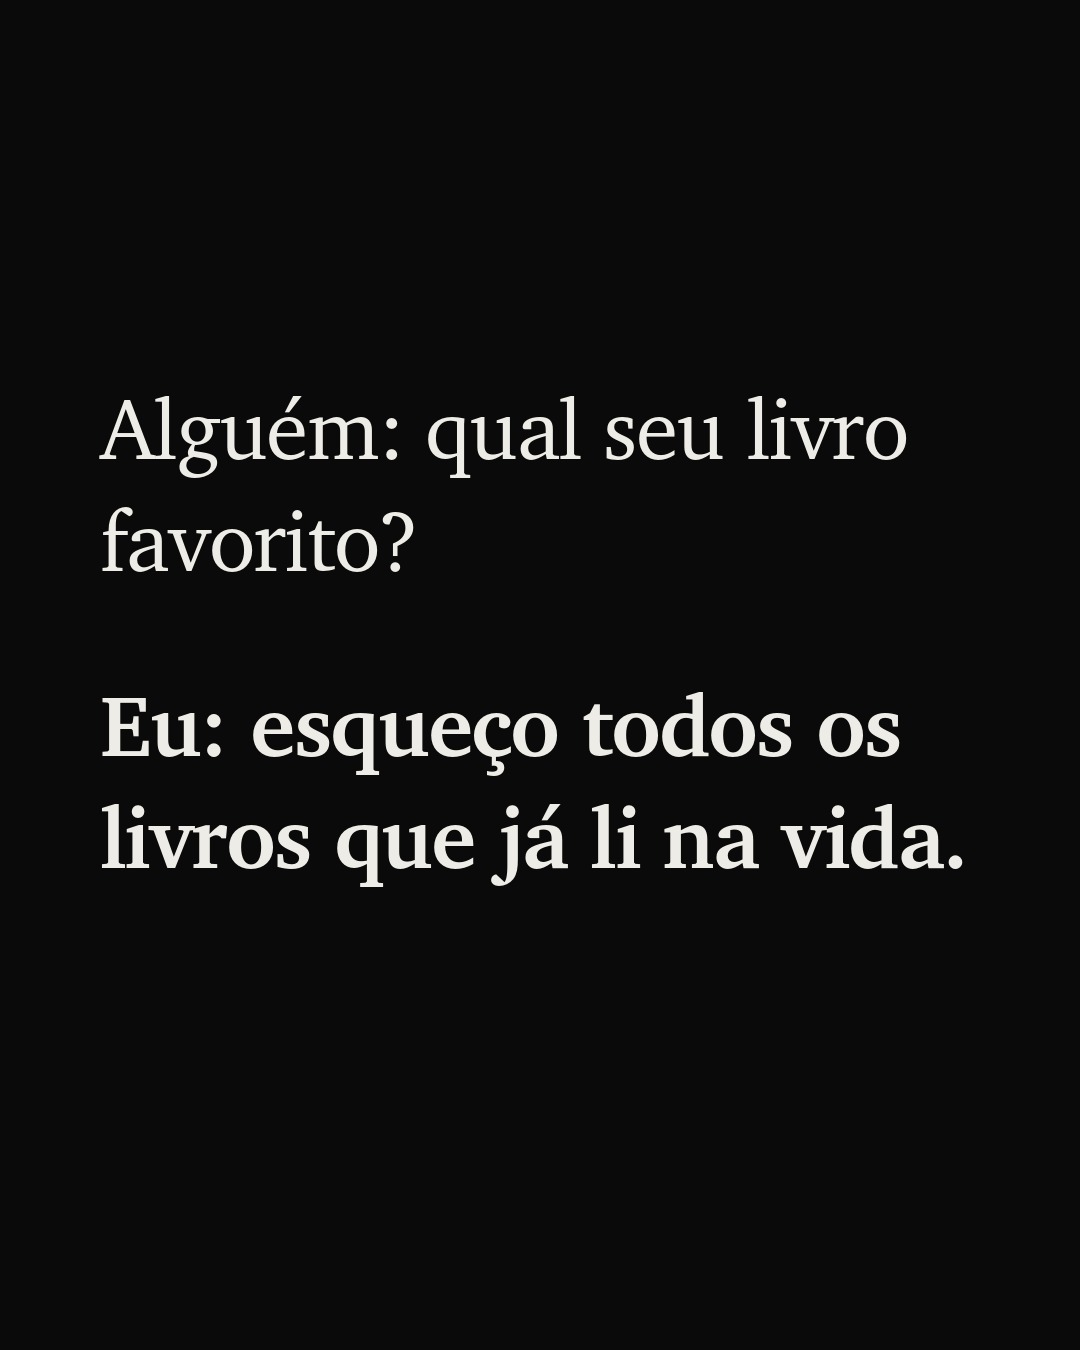 Alguém: qual seu livro
favorito?
Eu: esqueço todos os
livros que já li na vida.